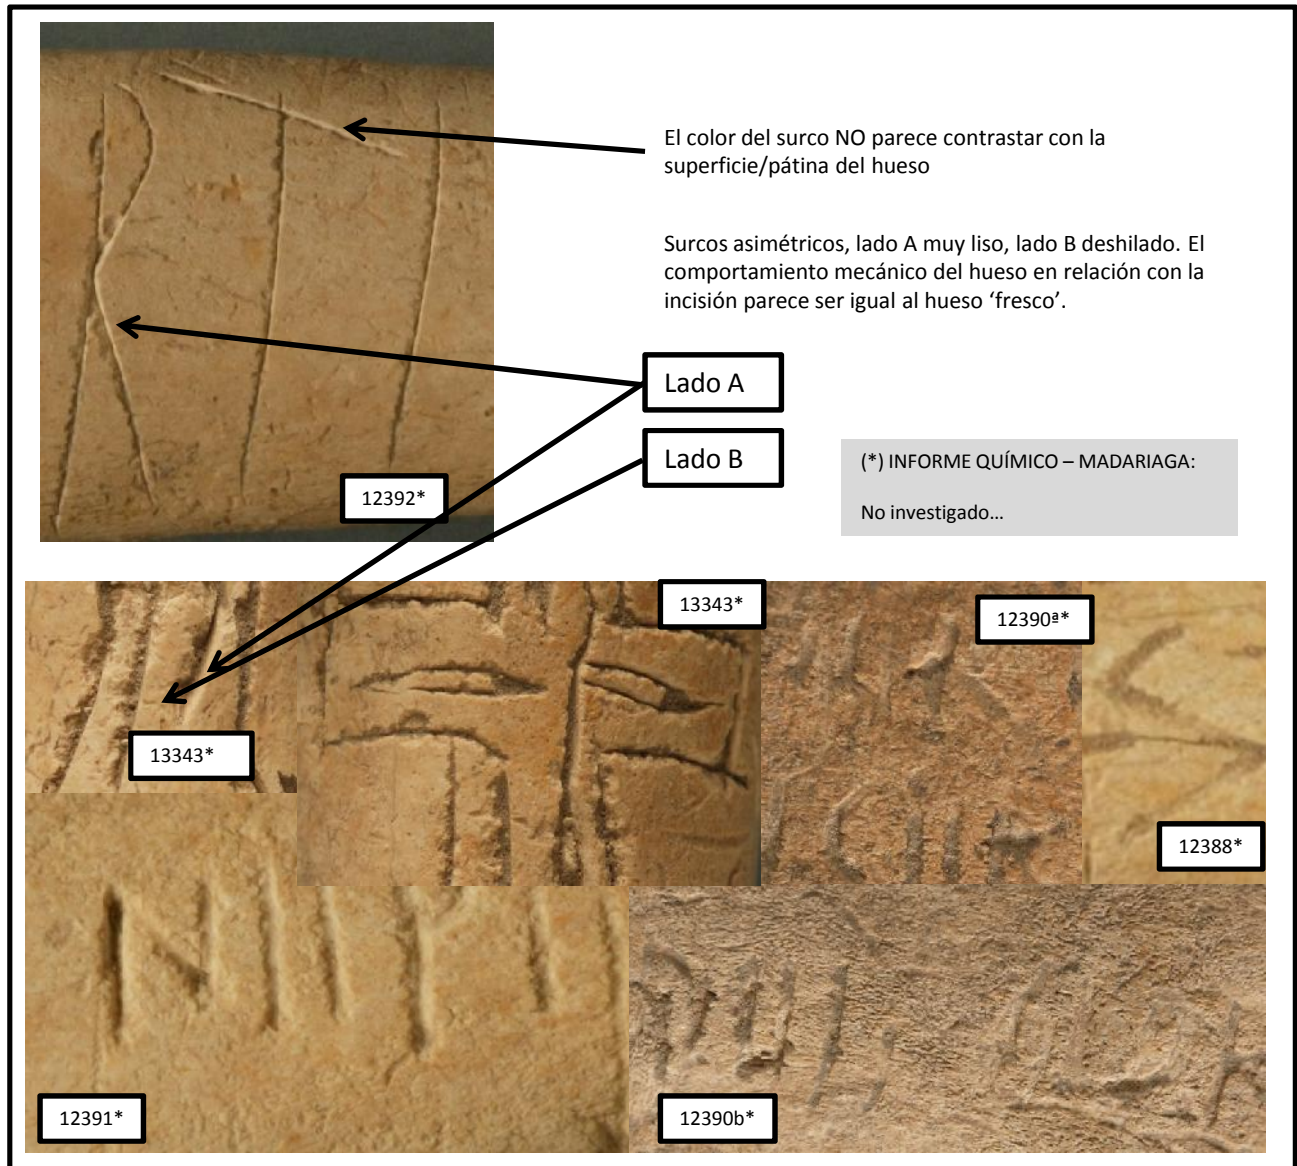 El color del surco NO parece contrastar con la
superficie/pátina del hueso
Surcos asimétricos, lado A muy liso, lado B deshilado. El
comportamiento mecánico del hueso en relación con la
incisión parece ser igual al hueso ‘fresco’.
Lado A
Lado B
(*) INFORME QUÍMICO – MADARIAGA:
No investigado...
12392*
13343*
12390ª*
13343*
12388*
12391*
12390b*